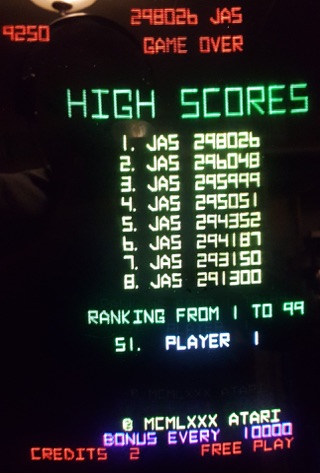 298026 JAS
9250
GAME OVER
HIGH SCORES
1. JAS 298026
2. JAS 296048
3. JAS 295999
4. JAS 295051
5. JAS 294352
6. JAS 294187
7. JAS 293150
8. JAS 291300
RANKING FROM 1 TO 99
51. PLAYER 1
© MCMLXXX ATARI
BONUS EVERY 10000
CREDITS 2 FREE PLAY